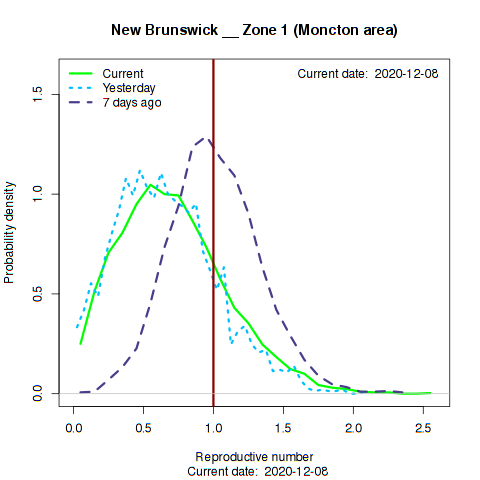 New Brunswick __ Zone 1 (Moncton area)
Current
Current date:  2020-12-08
Yesterday
7 days ago
Probability density
1.5
1.0
0.5
0.0
0.0 0.5 1.0 1.5 2.0 2.5
Reproductive number
Current date:  2020-12-08